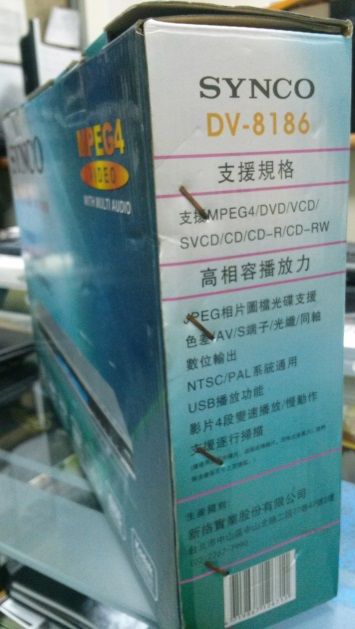 SYNCO
DV-8186
支援規格
支援MPEG4/DVD/VCD/
SVCD/CD/CD-R/CD-RW
高相容播放力
JPEG相片圖檔光碟支援
色差/AV/S端子/光纖/同軸
數位輸出
NTSC/PAL系統通用
USB播放功能
影片4段變速播放/慢動作
支援逐行掃描
生產國別:
新格實業股份有限公司
SYNCO
MPEG4
VIDEO
WITH MULTI AUDIO